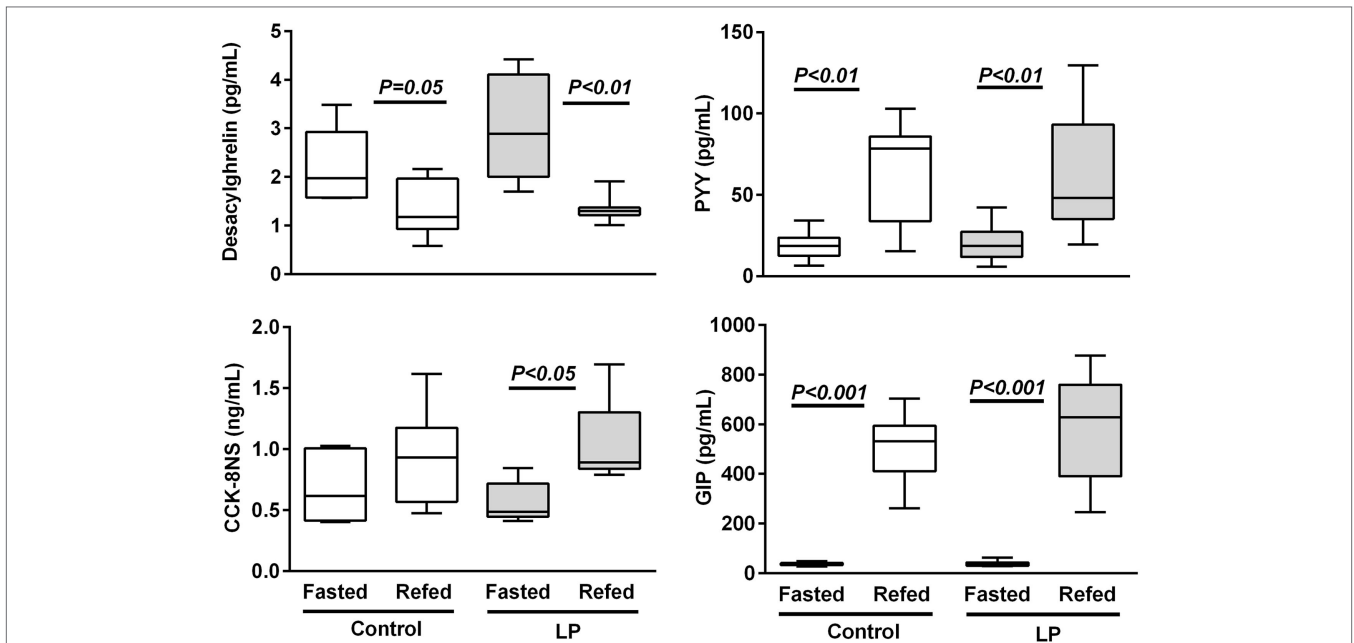 Desacylghrelin (pg/mL)
5
4
3
2
1
0
P=0.05
P<0.01
PYY (pg/mL)
150
100
50
0
P<0.01
P<0.01
CCK-8NS (ng/mL)
2.0
1.5
1.0
0.5
0.0
P<0.05
Fasted Refed Fasted Refed
Control LP
GIP (pg/mL)
1000
800
600
400
200
0
P<0.001
P<0.001
Fasted Refed Fasted Refed
Control LP